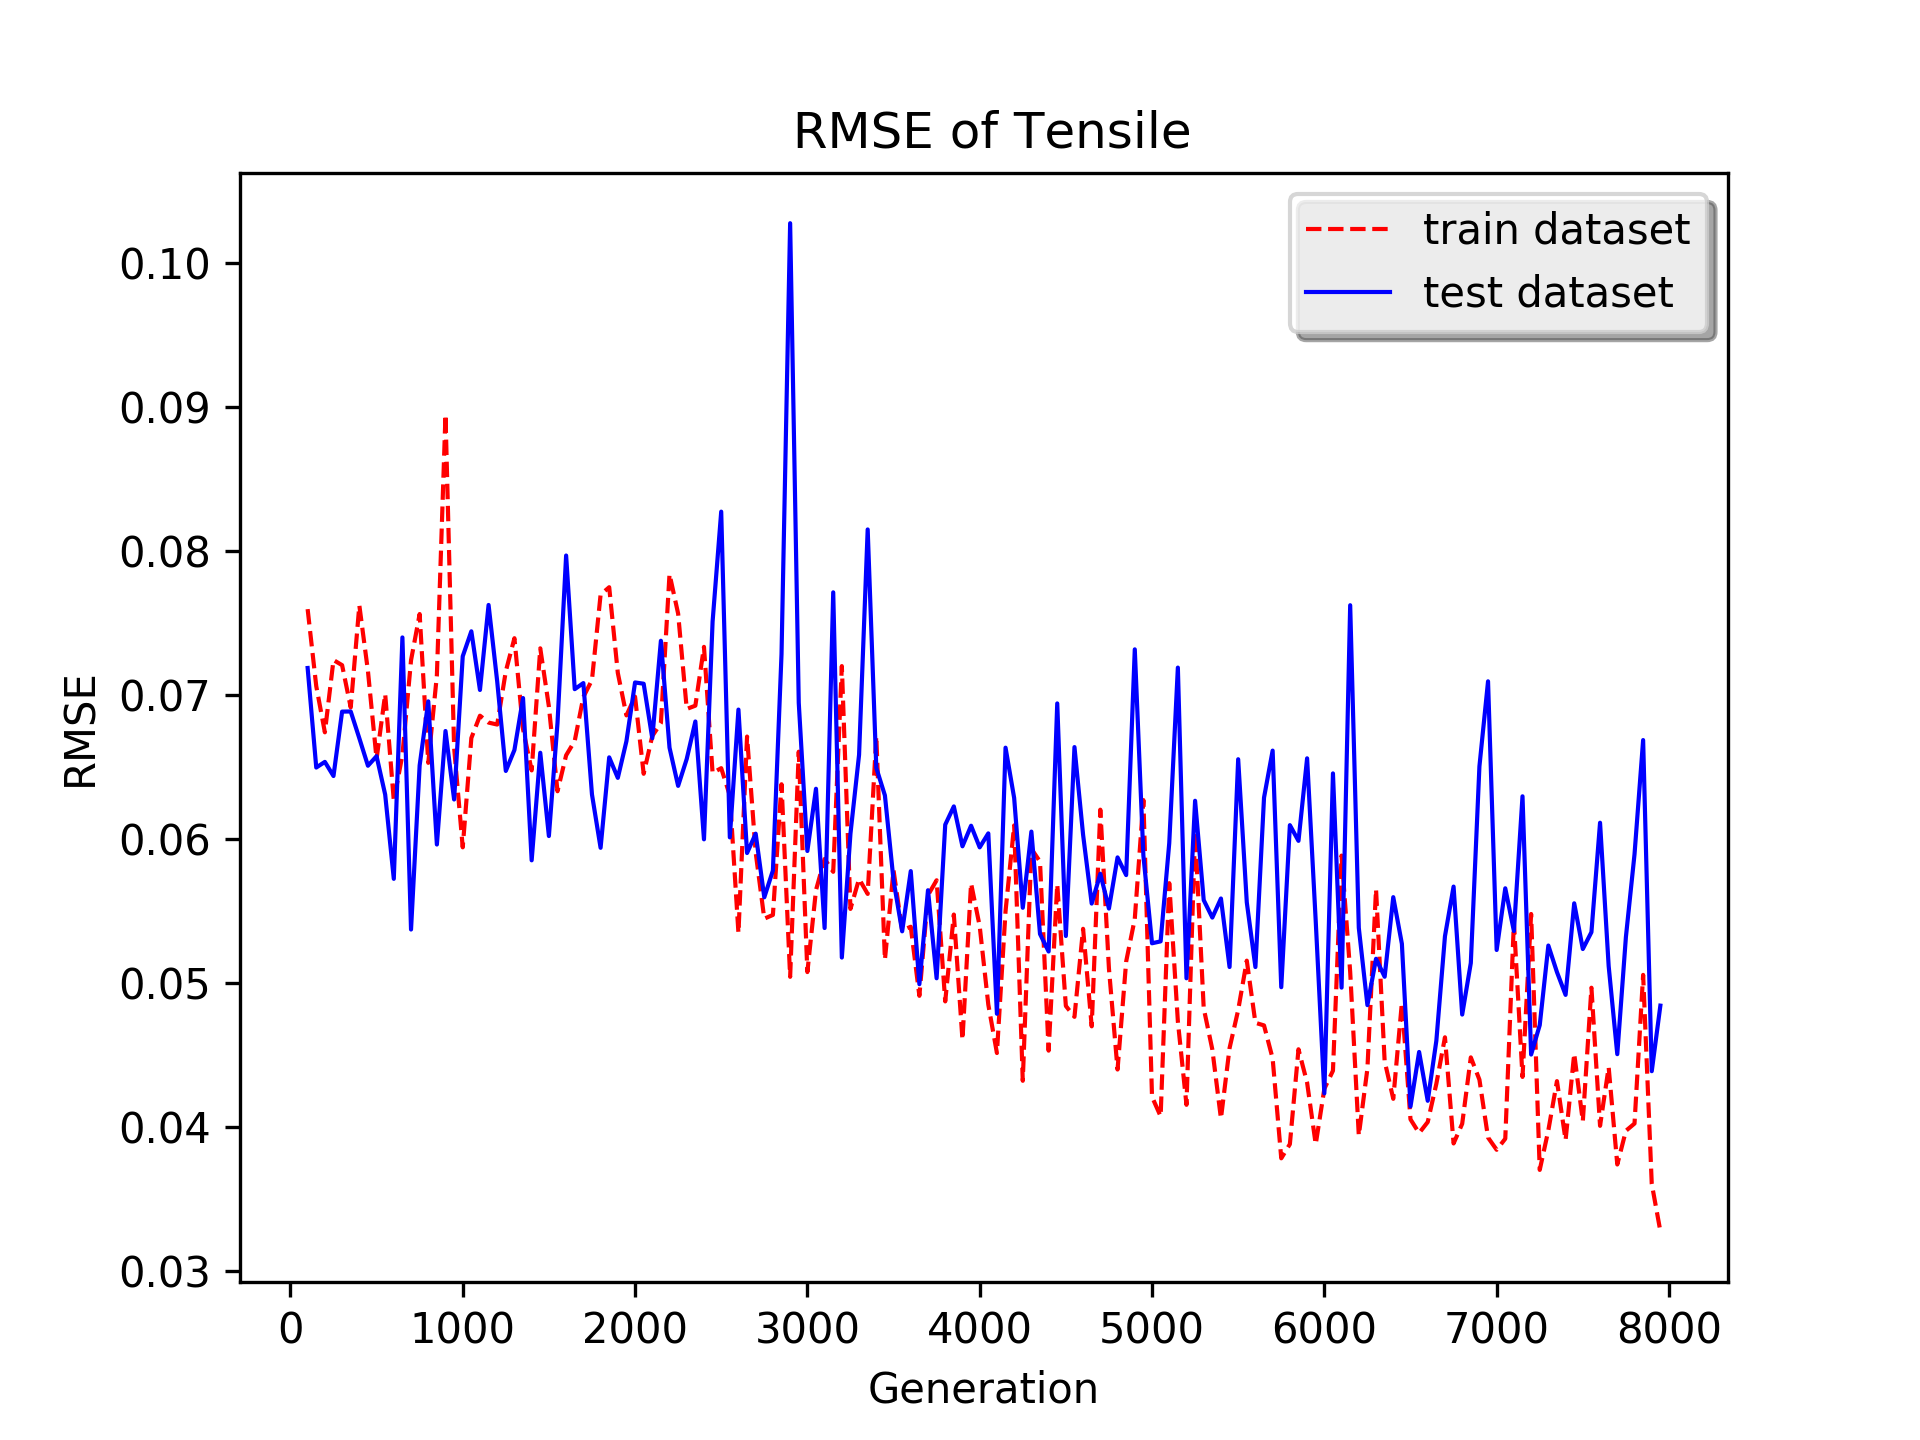 RMSE of Tensile
train dataset
test dataset
0.10
0.09
0.08
0.07
0.06
0.05
0.04
0.03
RMSE
0 1000 2000 3000 4000 5000 6000 7000 8000
Generation